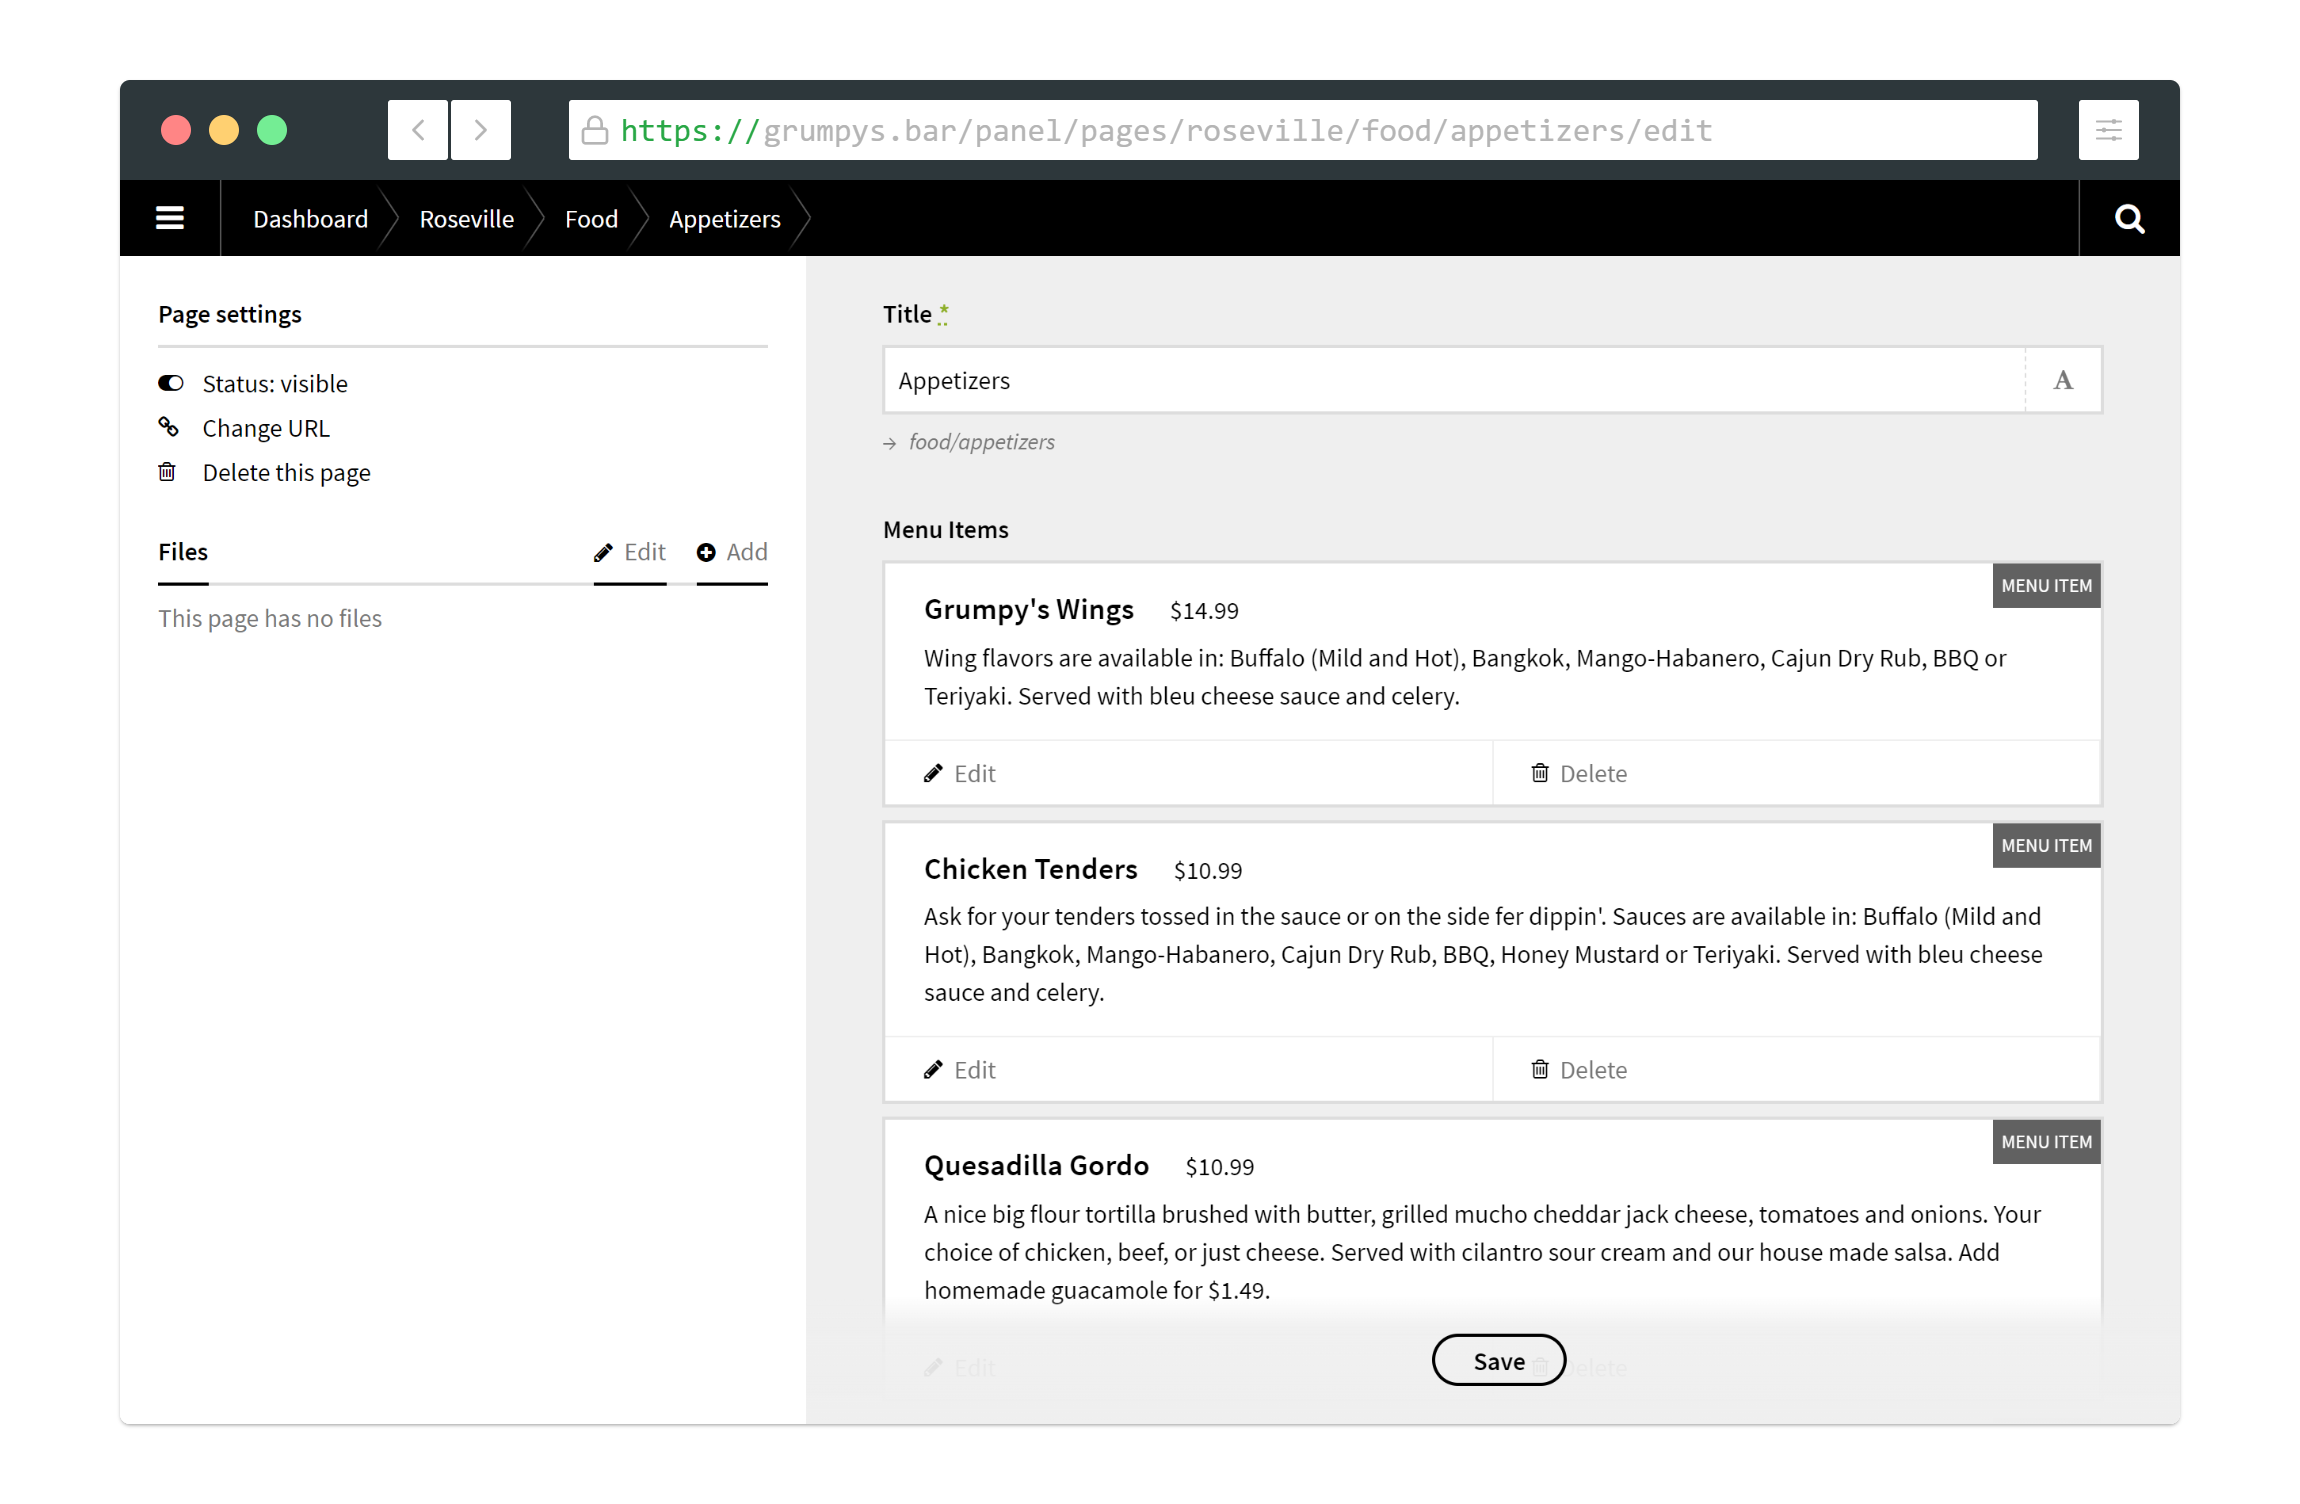 https://grumpys.bar/panel/pages/roseville/food/appetizers/edit
Dashboard Roseville Food Appetizers
Page settings
Status: visible
Change URL
Delete this page
Files Edit Add
This page has no files
Title *
Appetizers A
→ food/appetizers
Menu Items
MENU ITEM
Grumpy's Wings $14.99
Wing flavors are available in: Buffalo (Mild and Hot), Bangkok, Mango-Habanero, Cajun Dry Rub, BBQ or
Teriyaki. Served with bleu cheese sauce and celery.
Edit Delete
MENU ITEM
Chicken Tenders $10.99
Ask for your tenders tossed in the sauce or on the side fer dippin'. Sauces are available in: Buffalo (Mild and
Hot), Bangkok, Mango-Habanero, Cajun Dry Rub, BBQ, Honey Mustard or Teriyaki. Served with bleu cheese
sauce and celery.
Edit Delete
MENU ITEM
Quesadilla Gordo $10.99
A nice big flour tortilla brushed with butter, grilled mucho cheddar jack cheese, tomatoes and onions. Your
choice of chicken, beef, or just cheese. Served with cilantro sour cream and our house made salsa. Add
homemade guacamole for $1.49.
Edit Save Delete